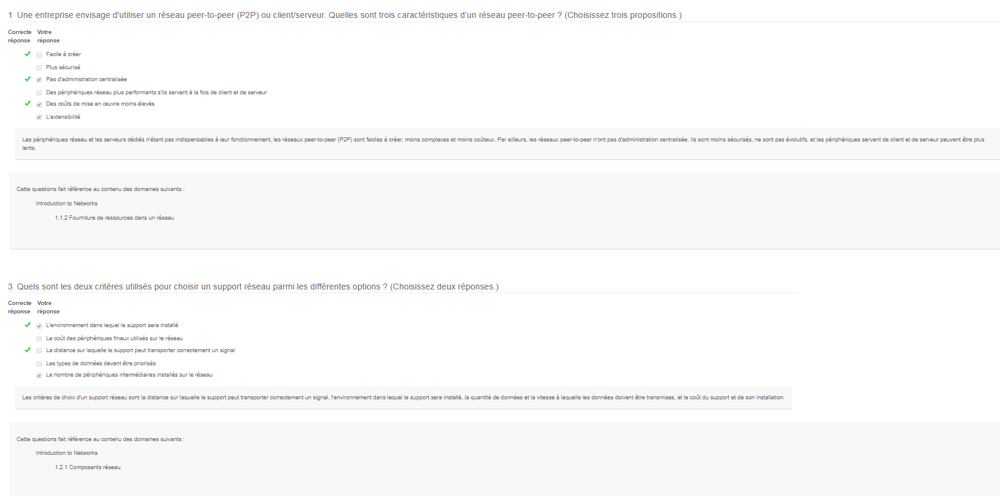 1 Une entreprise envisage d'utiliser un réseau peer-to-peer (P2P) ou client/serveur. Quelles sont trois caractéristiques d'un réseau peer-to-peer ? (Choisissez trois propositions.)
Correcte Votre
réponse réponse
Facile à créer
Plus sécurisé
Pas d'administration centralisée
Des périphériques réseau plus performants s'ils servent à la fois de client et de serveur
Des coûts de mise en œuvre moins élevés
L'extensibilité
Les périphériques réseau et les serveurs dédiés n'étant pas indispensables à leur fonctionnement, les réseaux peer-to-peer (P2P) sont faciles à créer, moins complexes et moins coûteux. Par ailleurs, les réseaux peer-to-peer n'ont pas d'administration centralisée. Ils sont moins sécurisés, ne sont pas évolutifs, et les périphériques servant de client et de serveur peuvent être plus
lents.
Cette questions fait référence au contenu des domaines suivants :
Introduction to Networks
1.1.2 Fourniture de ressources dans un réseau
3 Quels sont les deux critères utilisés pour choisir un support réseau parmi les différentes options ? (Choisissez deux réponses.)
Correcte Votre
réponse réponse
L'environnement dans lequel le support sera installé
Le coût des périphériques finaux utilisés sur le réseau
La distance sur laquelle le support peut transporter correctement un signal
Les types de données devant être priorisés
Le nombre de périphériques intermédiaires installés sur le réseau
Les critères de choix d'un support réseau sont la distance sur laquelle le support peut transporter correctement un signal, l'environnement dans lequel le support sera installé, la quantité de données et la vitesse à laquelle les données doivent être transmises, et le coût du support et de son installation.
Cette questions fait référence au contenu des domaines suivants :
Introduction to Networks
1.2.1 Composants réseau